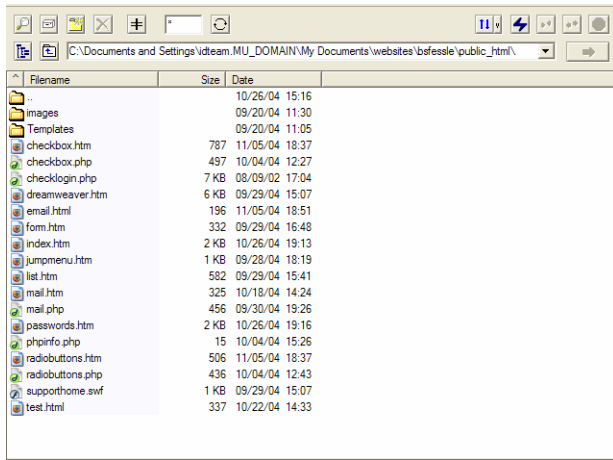 *
C:\Documents and Settings\idteam.MU_DOMAIN\My Documents\websites\bsfessle\public_html\
^ Filename Size Date
.. 10/26/04 15:16
images 09/20/04 11:30
Templates 09/20/04 11:05
checkbox.htm 787 11/05/04 18:37
checkbox.php 497 10/04/04 12:27
checklogin.php 7 KB 08/09/02 17:04
dreamweaver.htm 6 KB 09/29/04 15:07
email.html 196 11/05/04 18:51
form.htm 332 09/29/04 16:48
index.htm 2 KB 10/26/04 19:13
jumpmenu.htm 1 KB 09/28/04 18:19
list.htm 582 09/29/04 15:41
mail.htm 325 10/18/04 14:24
mail.php 456 09/30/04 19:26
passwords.htm 2 KB 10/26/04 19:16
phpinfo.php 15 10/04/04 15:26
radiobuttons.htm 506 11/05/04 18:37
radiobuttons.php 436 10/04/04 12:43
supporthome.swf 1 KB 09/29/04 15:07
test.html 337 10/22/04 14:33